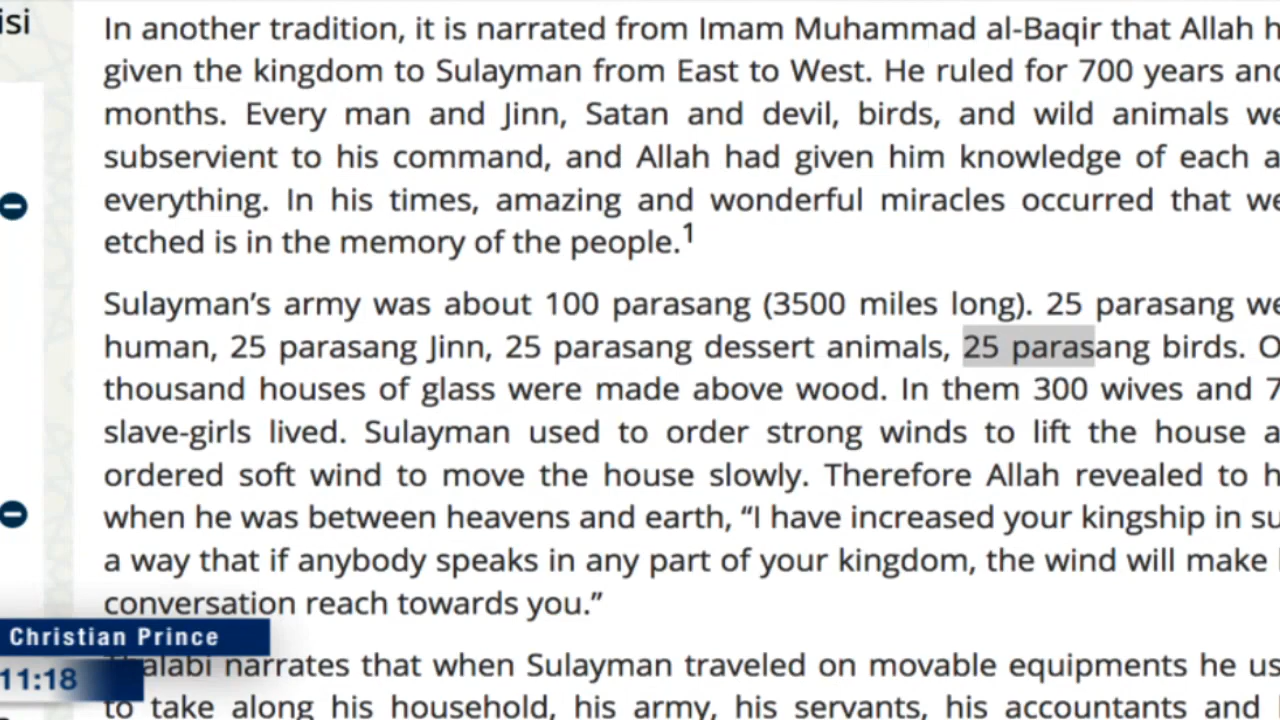 isi
In another tradition, it is narrated from Imam Muhammad al-Baqir that Allah
given the kingdom to Sulayman from East to West. He ruled for 700 years
months. Every man and Jinn, Satan and devil, birds, and wild animals
subservient to his command, and Allah had given him knowledge of each
everything. In his times, amazing and wonderful miracles occurred that
etched is in the memory of the people.1
Sulayman’s army was about 100 parasang (3500 miles long). 25 parasang
human, 25 parasang Jinn, 25 parasang dessert animals, 25 parasang birds.
thousand houses of glass were made above wood. In them 300 wives and
slave-girls lived. Sulayman used to order strong winds to lift the house
ordered soft wind to move the house slowly. Therefore Allah revealed to
when he was between heavens and earth, “I have increased your kingship in
a way that if anybody speaks in any part of your kingdom, the wind will make
conversation reach towards you.”
Christian Prince
narrates that when Sulayman traveled on movable equipments he
11:18
to take along his household, his army, his servants, his accountants and